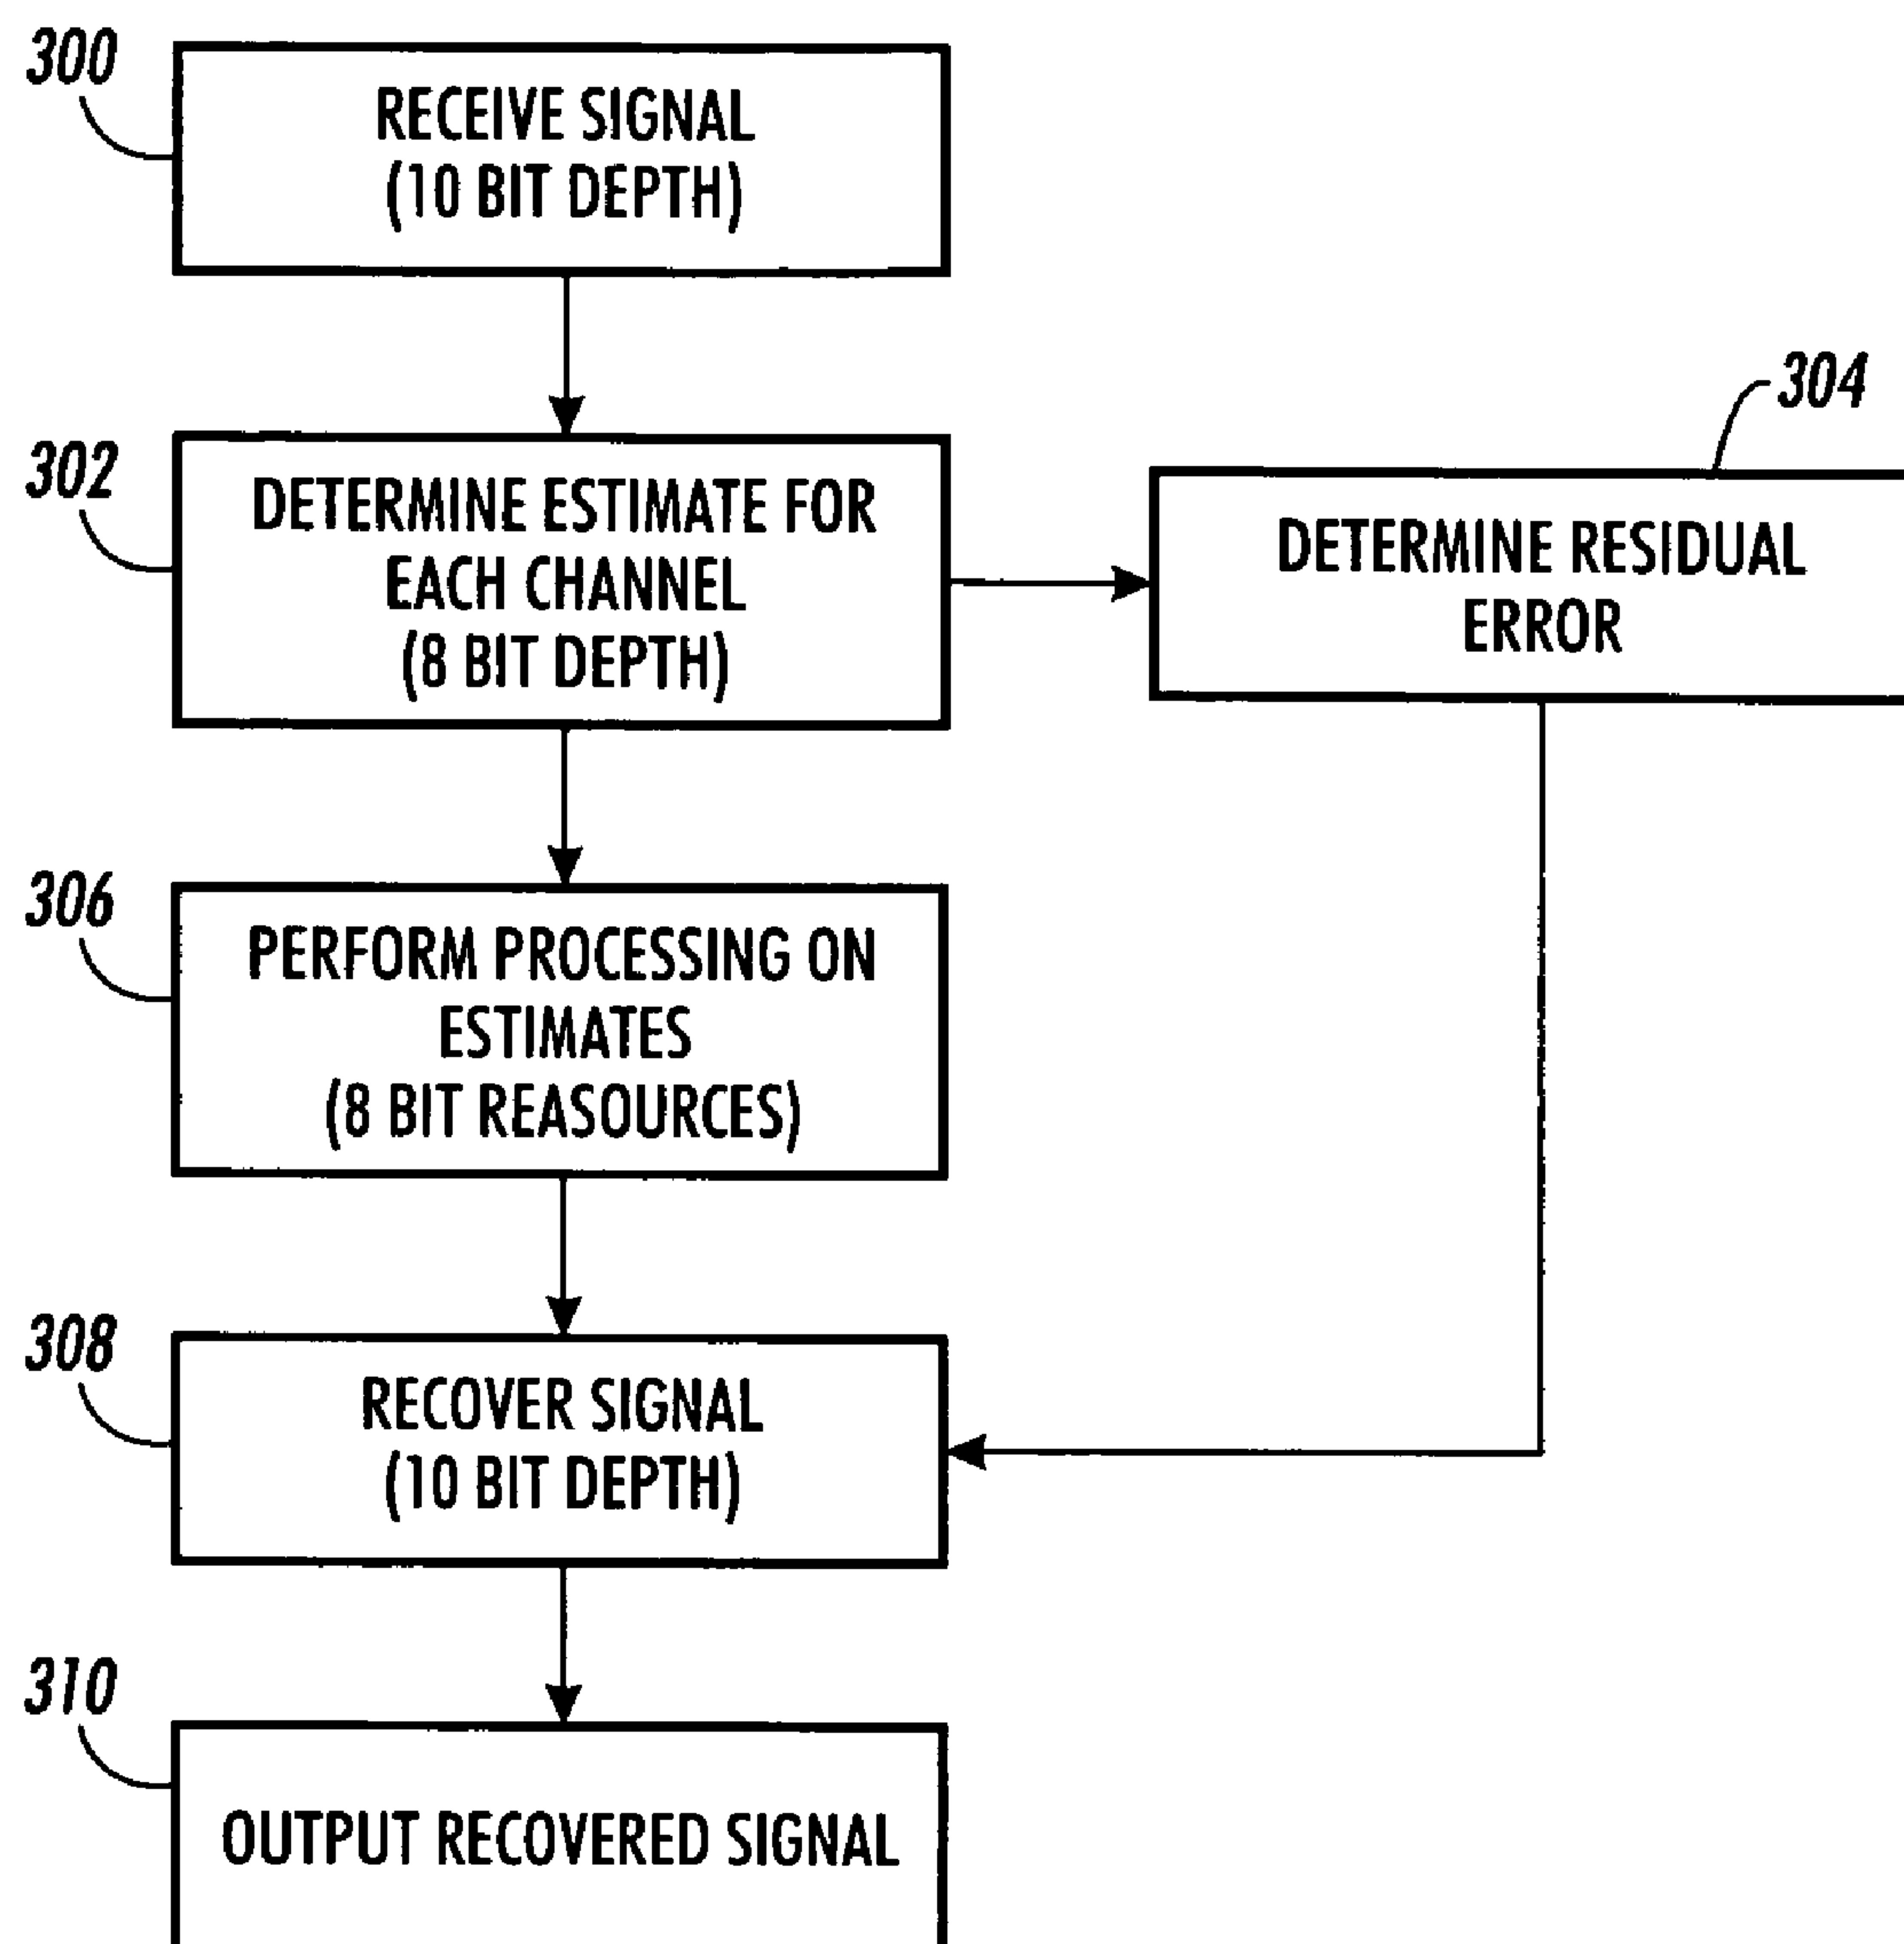 300
RECEIVE SIGNAL
(10 BIT DEPTH)
302
DETERMINE ESTIMATE FOR
EACH CHANNEL
(8 BIT DEPTH)
304
DETERMINE RESIDUAL
ERROR
306
PERFORM PROCESSING ON
ESTIMATES
(8 BIT REASOURCES)
308
RECOVER SIGNAL
(10 BIT DEPTH)
310
OUTPUT RECOVERED SIGNAL